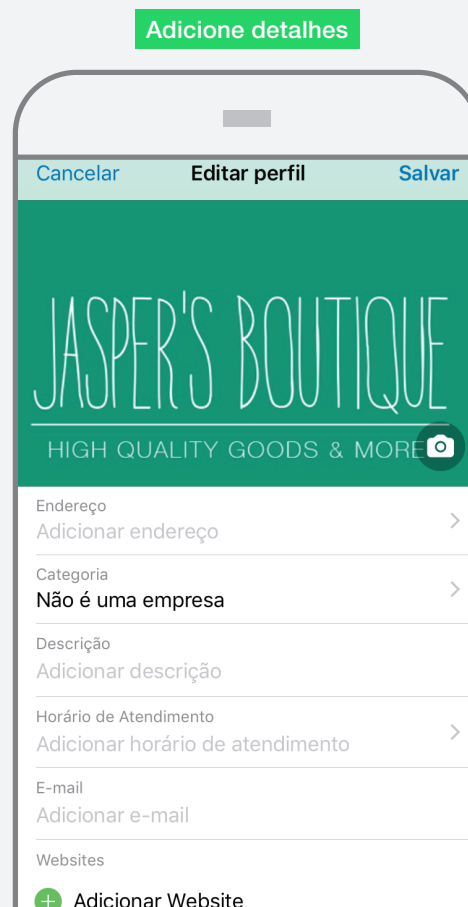 Adicione detalhes
Cancelar Editar perfil Salvar
JASPER'S BOUTIQUE
HIGH QUALITY GOODS & MORE
Endereço
Adicionar endereço
Categoria
Não é uma empresa
Descrição
Adicionar descrição
Horário de Atendimento
Adicionar horário de atendimento
E-mail
Adicionar e-mail
Websites
Adicionar Website